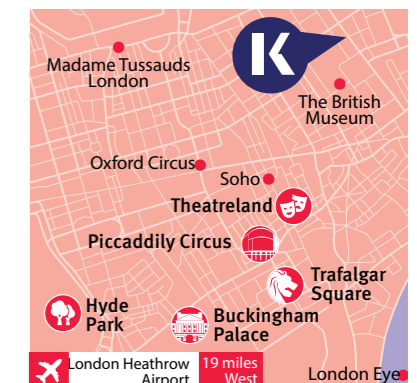 K
Madame Tussauds
London
The British
Museum
Oxford Circus
Soho
Theatreland
Piccadily Circus
Trafalgar
Square
Hyde
Park
Buckingham
Palace
London Heathrow
Airport
19 miles
West
London Eye